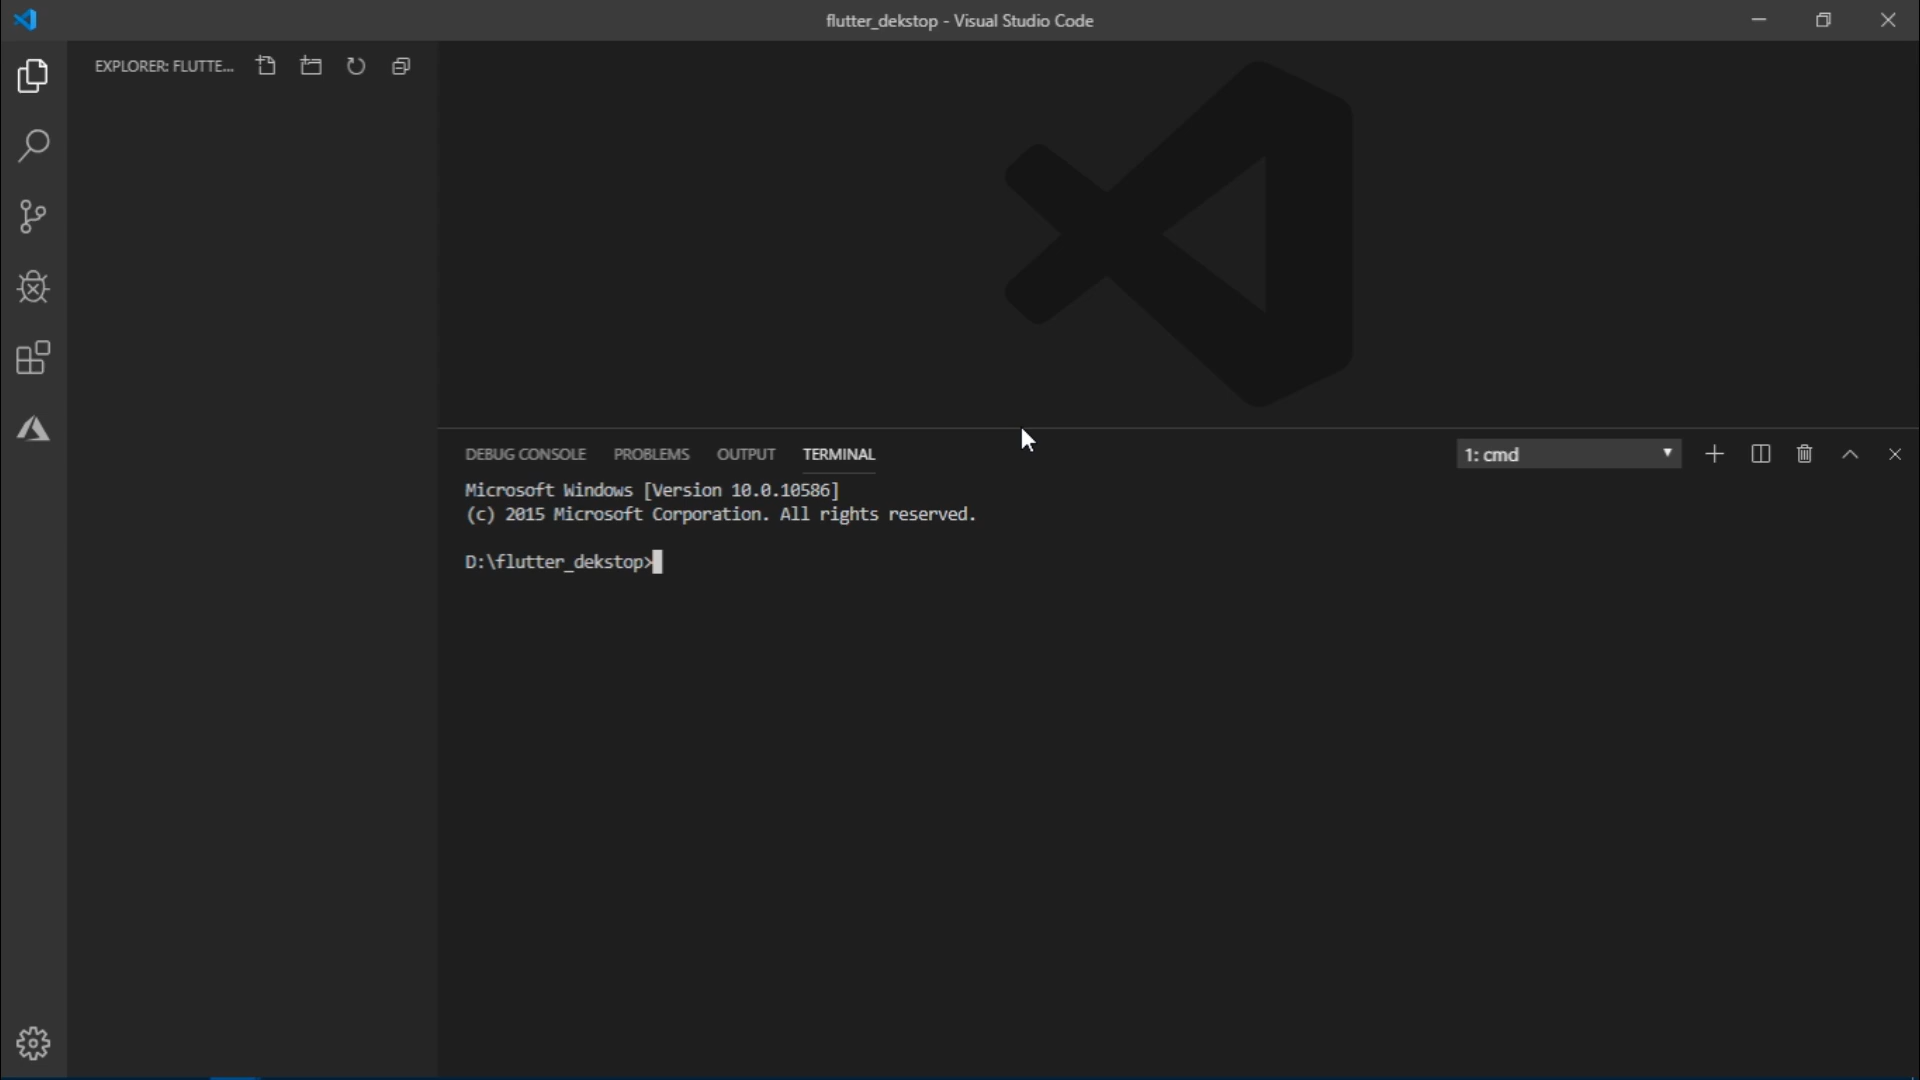 flutter_dekstop - Visual Studio Code
EXPLORER: FLUTTE...
DEBUG CONSOLE PROBLEMS OUTPUT TERMINAL 1: cmd
Microsoft Windows [Version 10.0.10586]
(c) 2015 Microsoft Corporation. All rights reserved.
D:\flutter_dekstop>